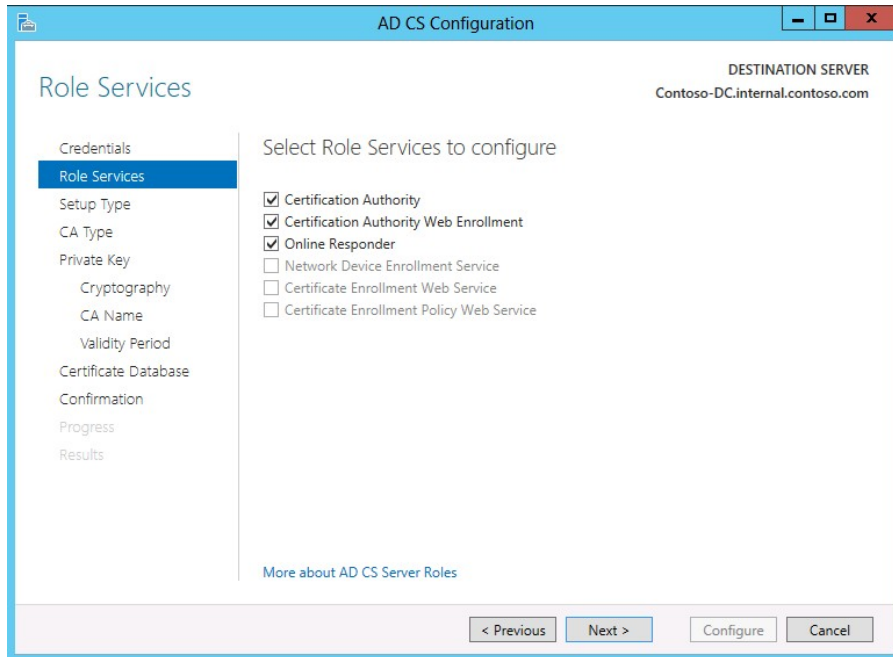 AD CS Configuration
Role Services
DESTINATION SERVER
Contoso-DC.internal.contoso.com
Credentials
Role Services
Setup Type
CA Type
Private Key
Cryptography
CA Name
Validity Period
Certificate Database
Confirmation
Progress
Results
Select Role Services to configure
Certification Authority
Certification Authority Web Enrollment
Online Responder
Network Device Enrollment Service
Certificate Enrollment Web Service
Certificate Enrollment Policy Web Service
More about AD CS Server Roles
< Previous Next > Configure Cancel